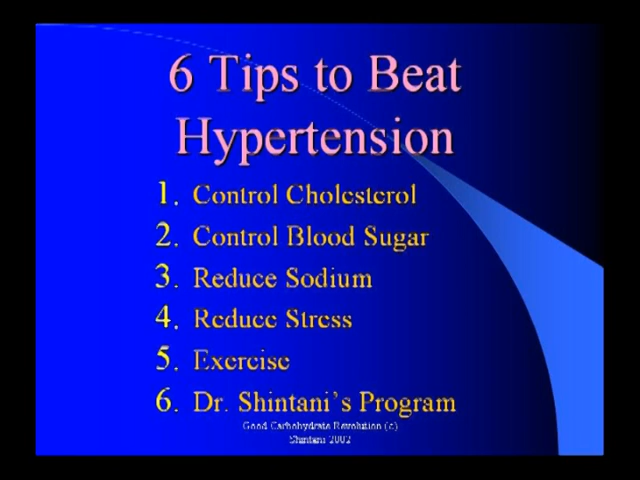 6 Tips to Beat
Hypertension
1. Control Cholesterol
2. Control Blood Sugar
3. Reduce Sodium
4. Reduce Stress
5. Exercise
6. Dr. Shintani's Program
Good Carbohydrate Revolution (c)
Shintani 2002